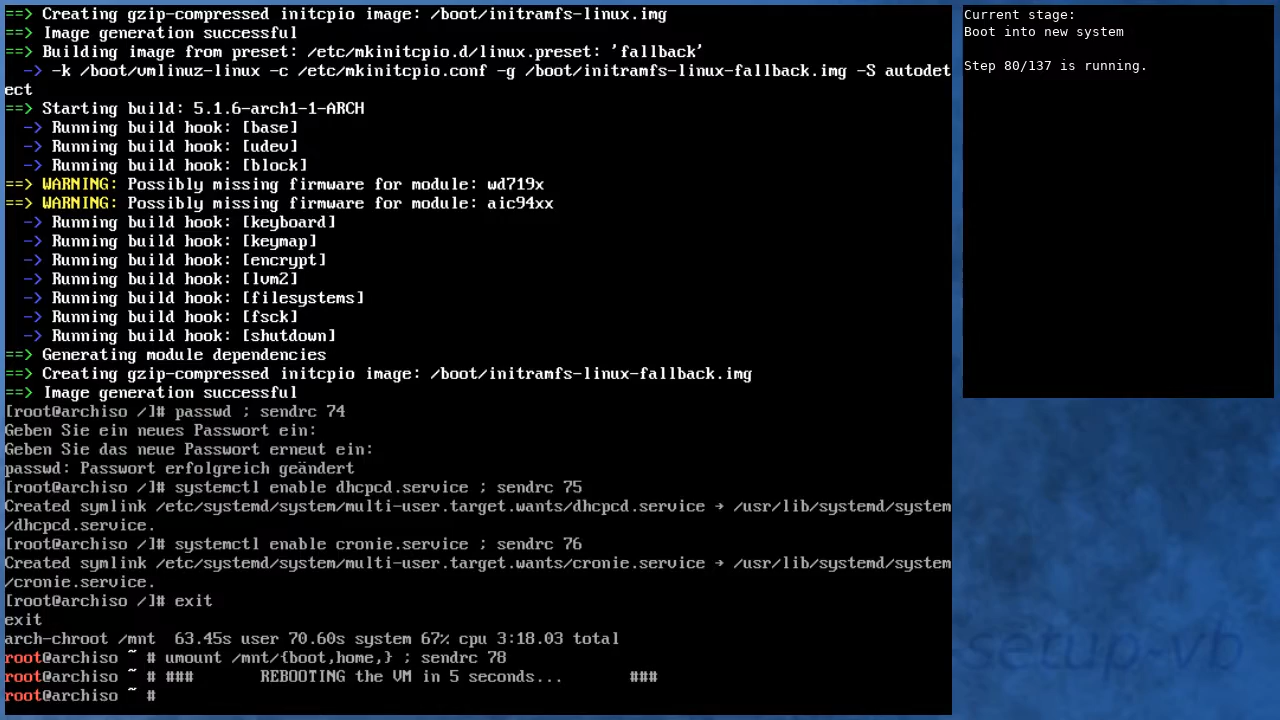 ==> Creating gzip-compressed initcpio image: /boot/initramfs-linux.img
==> Image generation successful
==> Building image from preset: /etc/mkinitcpio.d/linux.preset: 'fallback'
  -> -k /boot/vmlinuz-linux -c /etc/mkinitcpio.conf -g /boot/initramfs-linux-fallback.img -S autodet
ect
==> Starting build: 5.1.6-arch1-1-ARCH
  -> Running build hook: [base]
  -> Running build hook: [udev]
  -> Running build hook: [block]
==> WARNING: Possibly missing firmware for module: wd719x
==> WARNING: Possibly missing firmware for module: aic94xx
  -> Running build hook: [keyboard]
  -> Running build hook: [keymap]
  -> Running build hook: [encrypt]
  -> Running build hook: [lvm2]
  -> Running build hook: [filesystems]
  -> Running build hook: [fsck]
  -> Running build hook: [shutdown]
==> Generating module dependencies
==> Creating gzip-compressed initcpio image: /boot/initramfs-linux-fallback.img
==> Image generation successful
[root@archiso /]# passwd ; sendrc 74
Geben Sie ein neues Passwort ein:
Geben Sie das neue Passwort erneut ein:
passwd: Passwort erfolgreich geändert
[root@archiso /]# systemctl enable dhcpcd.service ; sendrc 75
Created symlink /etc/systemd/system/multi-user.target.wants/dhcpcd.service → /usr/lib/systemd/system
/dhcpcd.service.
[root@archiso /]# systemctl enable cronie.service ; sendrc 76
Created symlink /etc/systemd/system/multi-user.target.wants/cronie.service → /usr/lib/systemd/system
/cronie.service.
[root@archiso /]# exit
exit
arch-chroot /mnt  63.45s user 70.60s system 67% cpu 3:18.03 total
root@archiso ~ # umount /mnt/{boot,home,} ; sendrc 78
root@archiso ~ # ###       REBOOTING the VM in 5 seconds...       ###
root@archiso ~ #
Current stage:
Boot into new system
Step 80/137 is running.
setup-vb